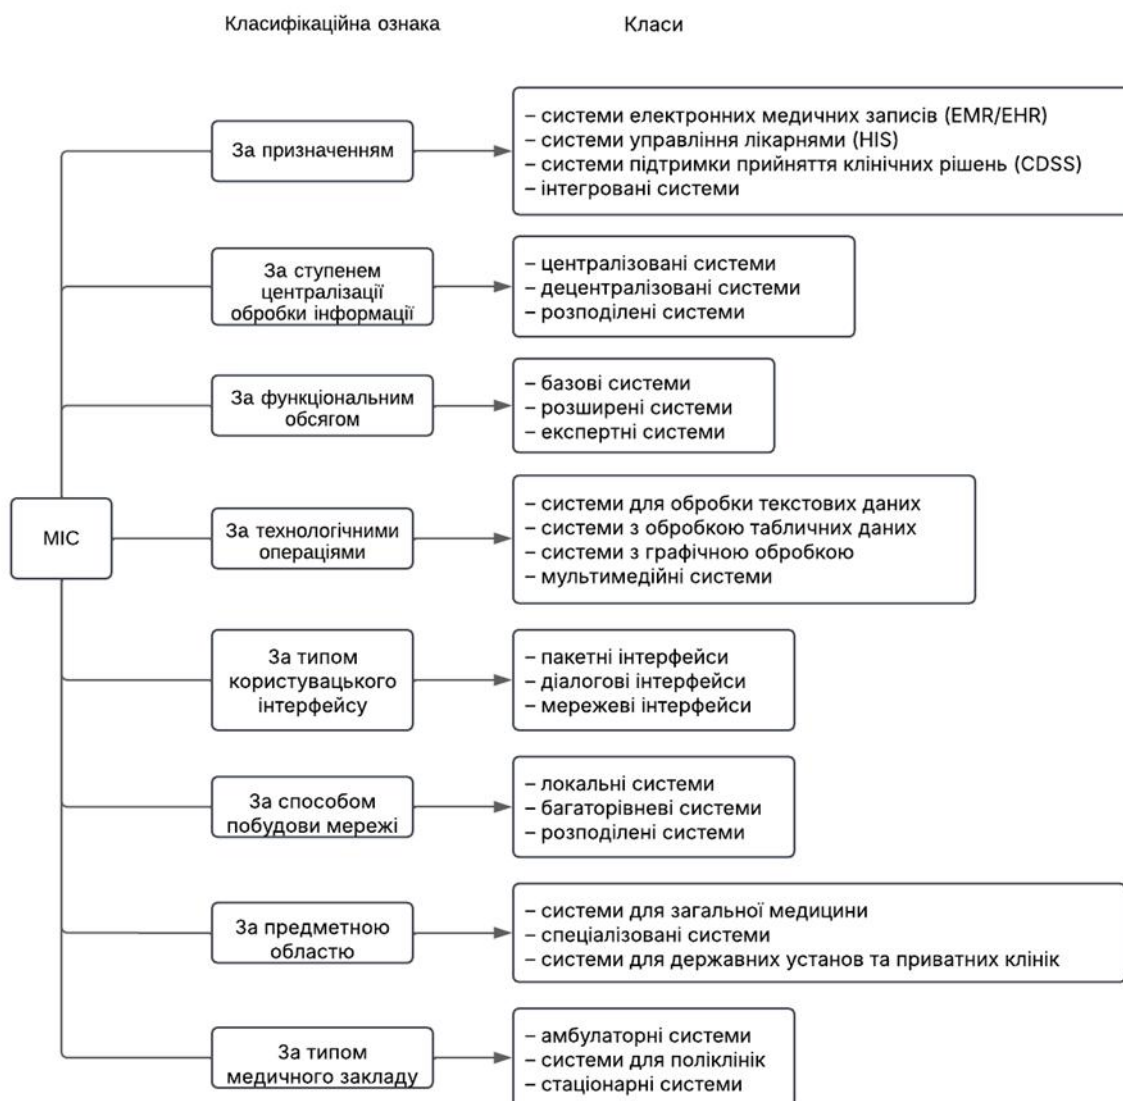 Класифікаційна ознака
Класи
За призначенням
– системи електронних медичних записів (EMR/EHR)
– системи управління лікарнями (HIS)
– системи підтримки прийняття клінічних рішень (CDSS)
– інтегровані системи
За ступенем
централізації
обробки інформації
– централізовані системи
– децентралізовані системи
– розподілені системи
За функціональним
обсягом
– базові системи
– розширені системи
– експертні системи
МІС
За технологічними
операціями
– системи для обробки текстових даних
– системи з обробкою табличних даних
– системи з графічною обробкою
– мультимедійні системи
За типом
користувацького
інтерфейсу
– пакетні інтерфейси
– діалогові інтерфейси
– мережеві інтерфейси
За способом
побудови мережі
– локальні системи
– багаторівневі системи
– розподілені системи
За предметною
областю
– системи для загальної медицини
– спеціалізовані системи
– системи для державних установ та приватних клінік
За типом
медичного закладу
– амбулаторні системи
– системи для поліклінік
– стаціонарні системи